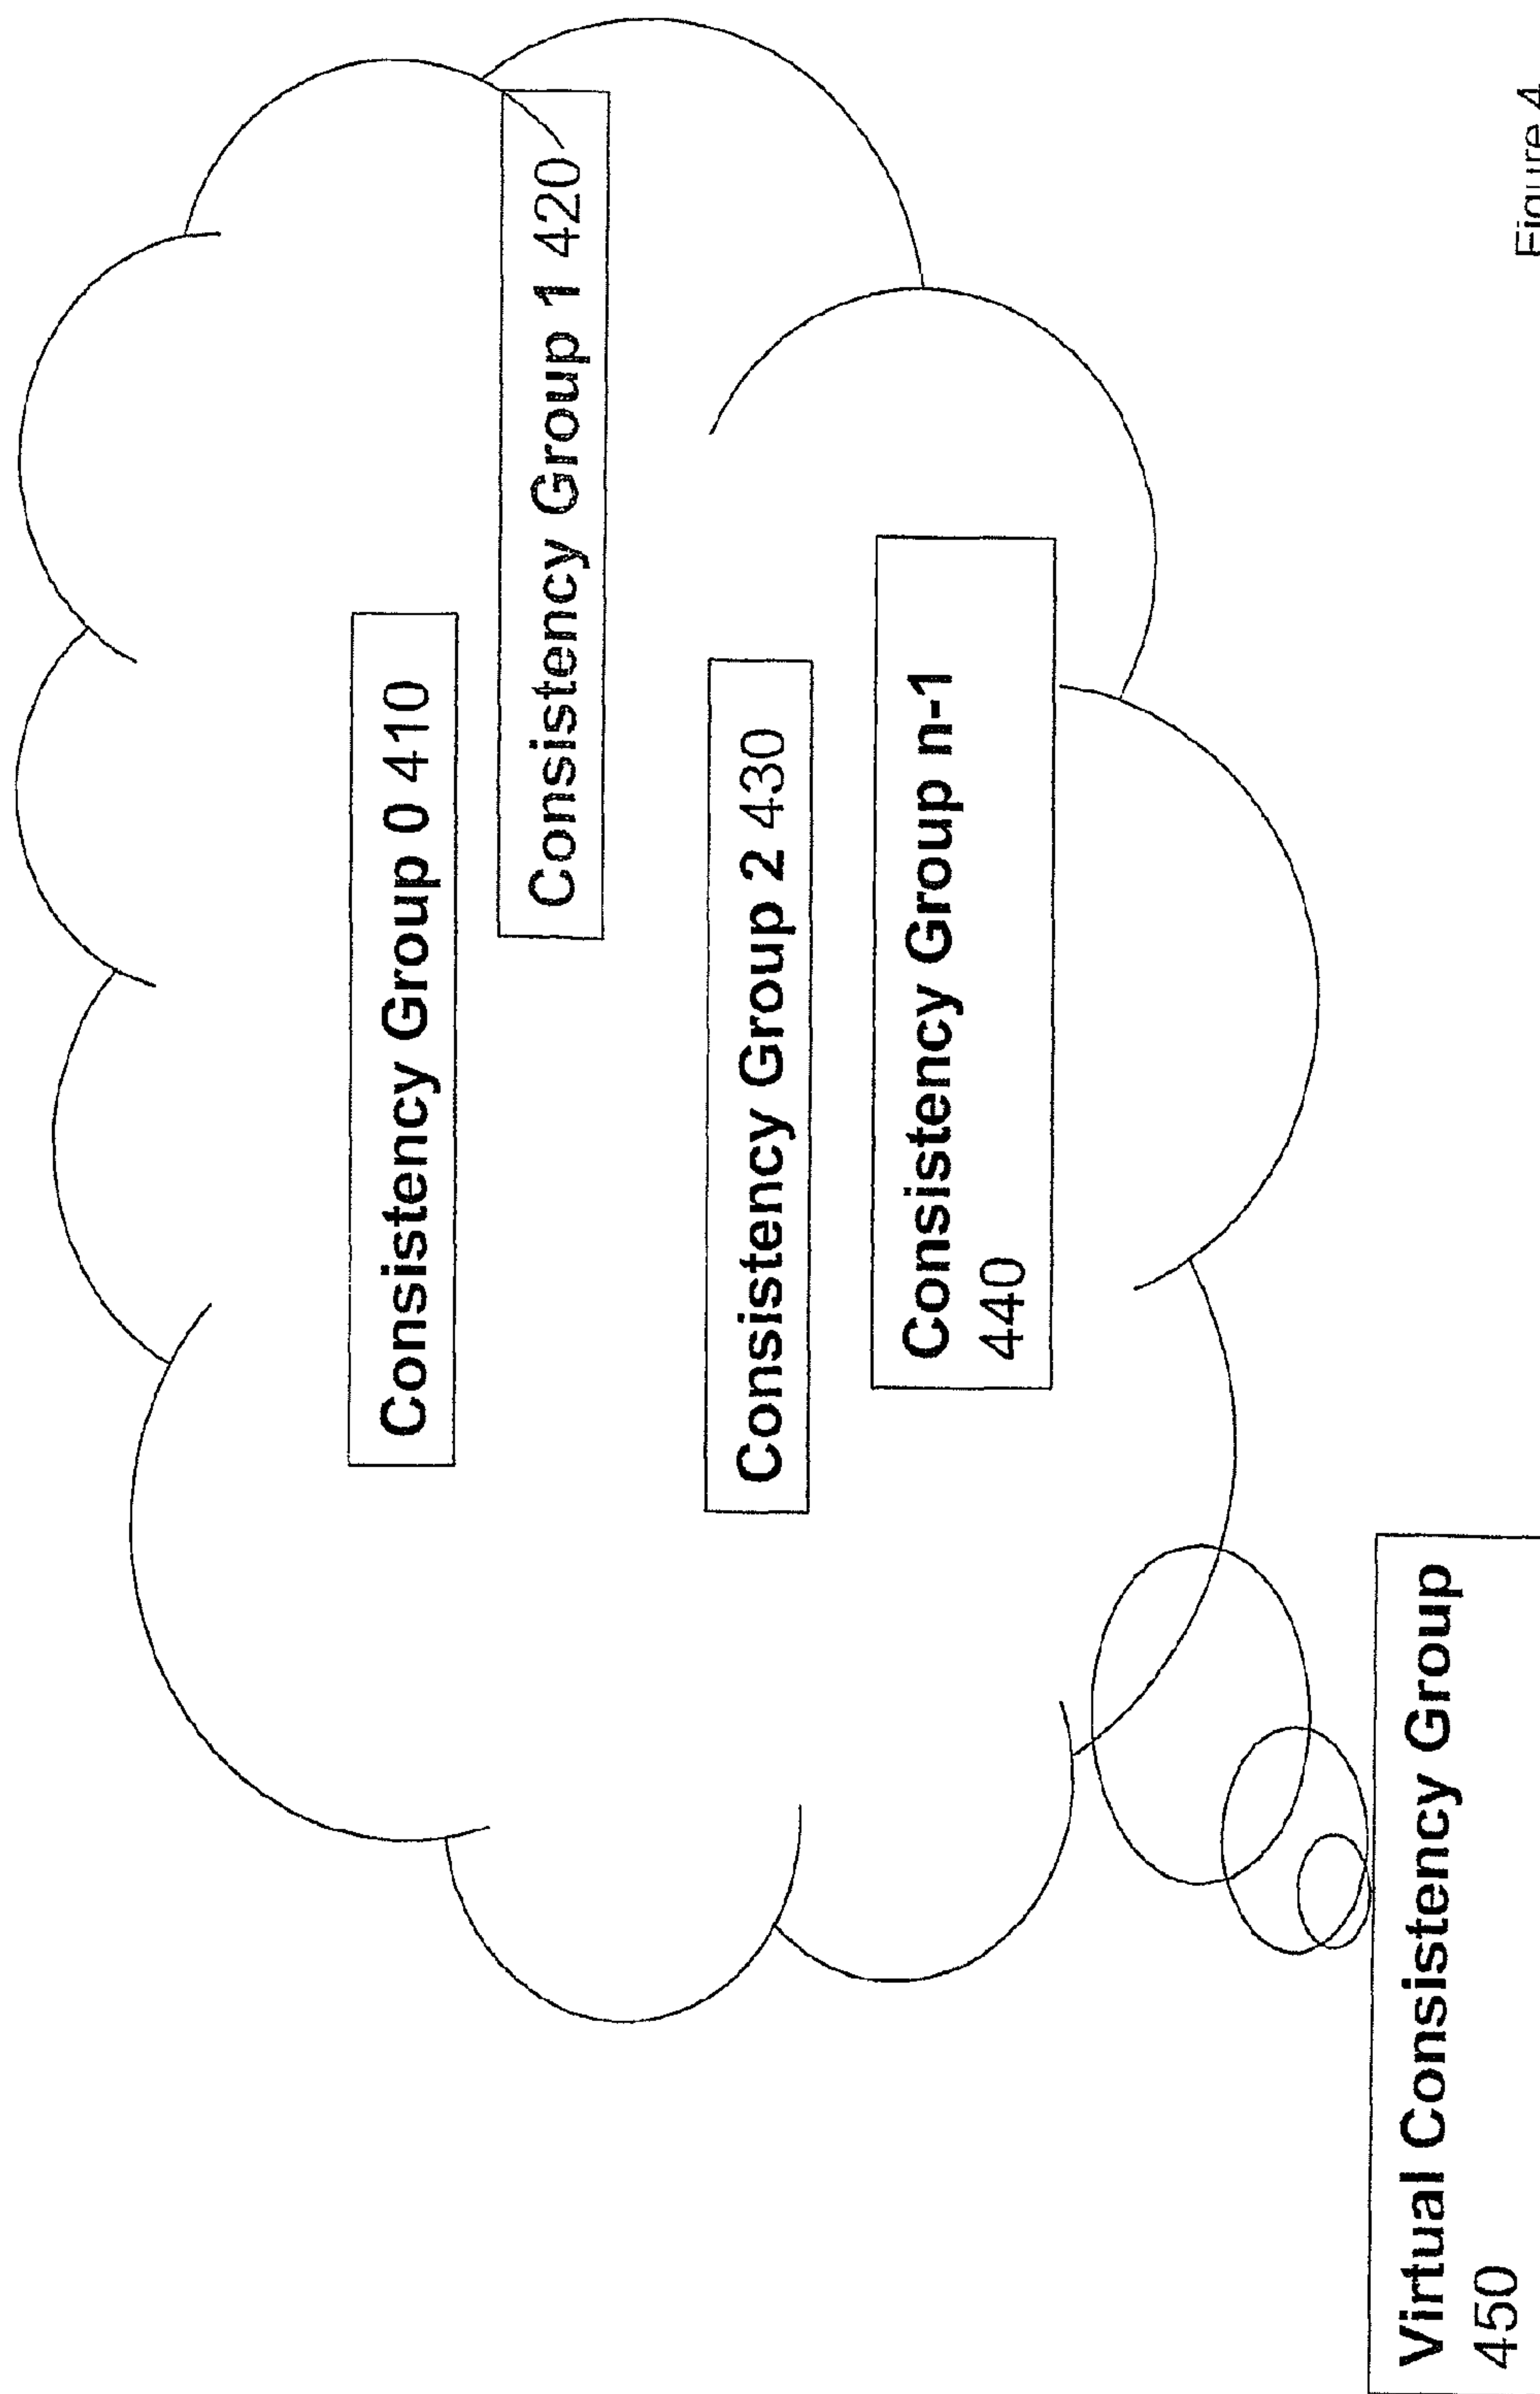 Consistency Group 0 410
Consistency Group 1 420
Consistency Group 2 430
Consistency Group n-1
440
Virtual Consistency Group
450
Figure 4